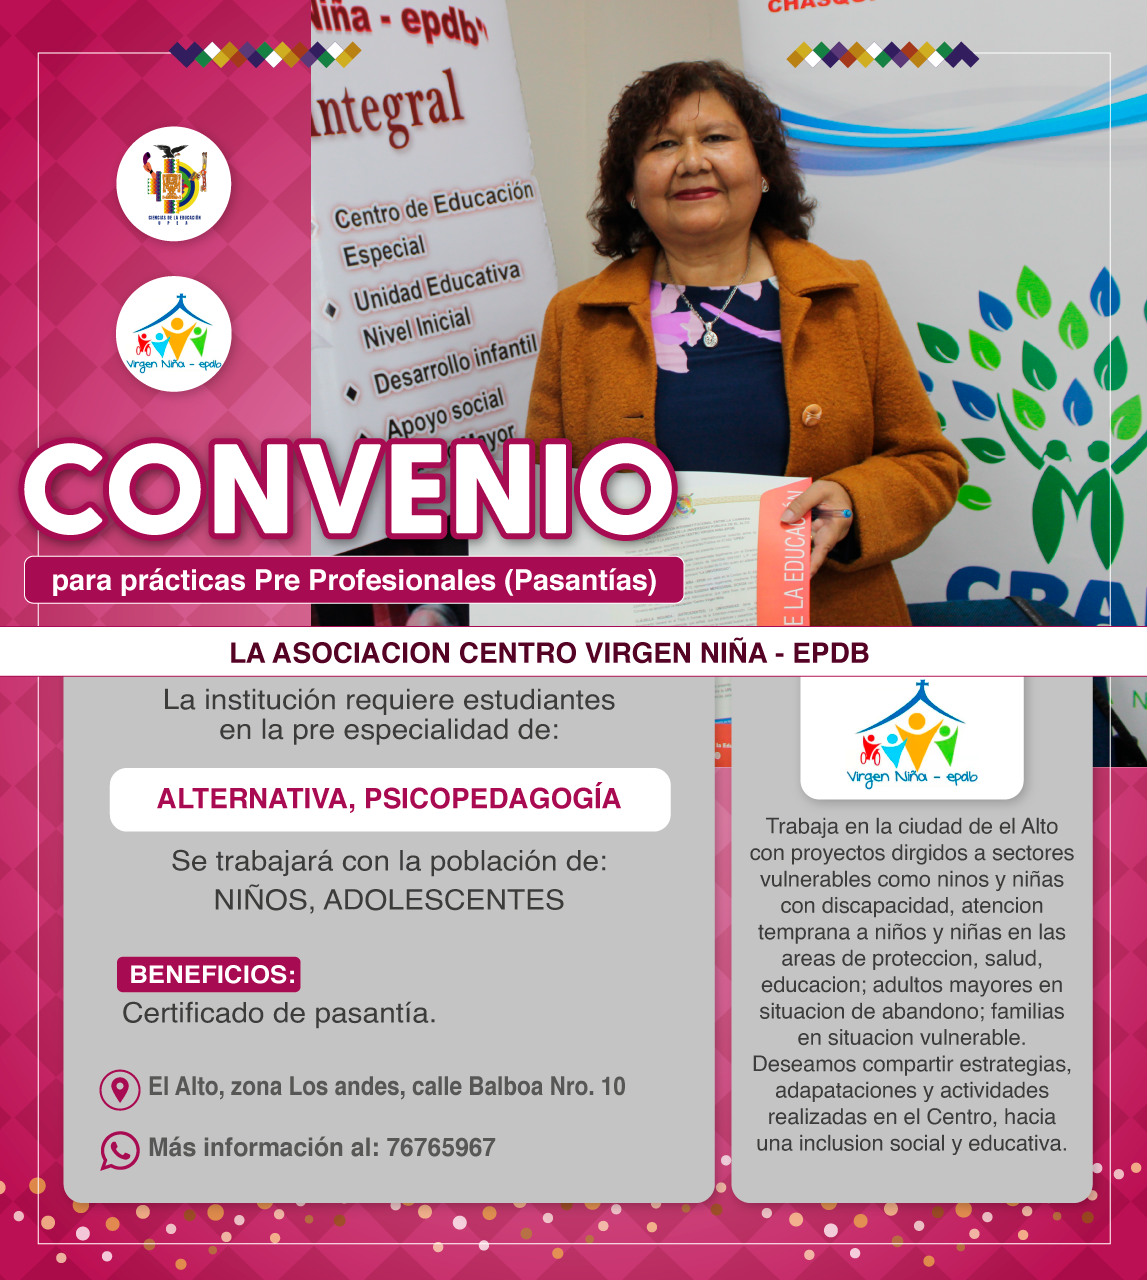 Niña - epdb"
Integral
Centro de Educación
Especial
Unidad Educativa
Nivel Inicial
Desarrollo infantil
Apoyo social
Mayor
CIENCIAS DE LA EDUCACIÓN
U P E A
Virgen Niña - epdb
CONVENIO
para prácticas Pre Profesionales (Pasantías)
E LA EDUCACIÓN
LA ASOCIACION CENTRO VIRGEN NIÑA - EPDB
La institución requiere estudiantes
en la pre especialidad de:
ALTERNATIVA, PSICOPEDAGOGÍA
Se trabajará con la población de:
NIÑOS, ADOLESCENTES
BENEFICIOS:
Certificado de pasantía.
El Alto, zona Los andes, calle Balboa Nro. 10
Más información al: 76765967
Virgen Niña - epdb
Trabaja en la ciudad de el Alto
con proyectos dirgidos a sectores
vulnerables como ninos y niñas
con discapacidad, atencion
temprana a niños y niñas en las
areas de proteccion, salud,
educacion; adultos mayores en
situacion de abandono; familias
en situacion vulnerable.
Deseamos compartir estrategias,
adapataciones y actividades
realizadas en el Centro, hacia
una inclusion social y educativa.